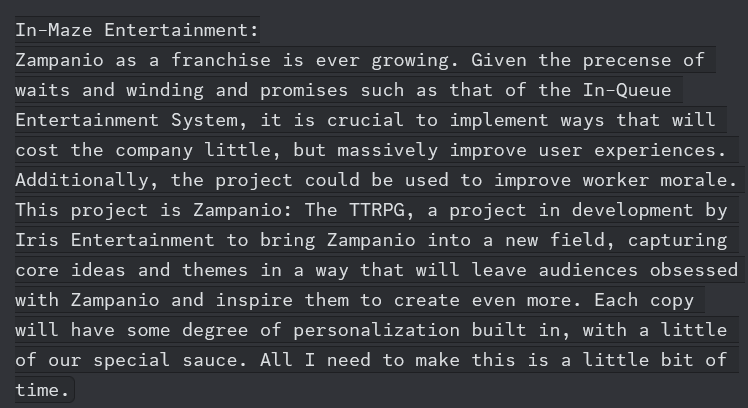 In-Maze Entertainment:
Zampanio as a franchise is ever growing. Given the precense of
waits and winding and promises such as that of the In-Queue
Entertainment System, it is crucial to implement ways that will
cost the company little, but massively improve user experiences.
Additionally, the project could be used to improve worker morale.
This project is Zampanio: The TTRPG, a project in development by
Iris Entertainment to bring Zampanio into a new field, capturing
core ideas and themes in a way that will leave audiences obsessed
with Zampanio and inspire them to create even more. Each copy
will have some degree of personalization built in, with a little
of our special sauce. All I need to make this is a little bit of
time.